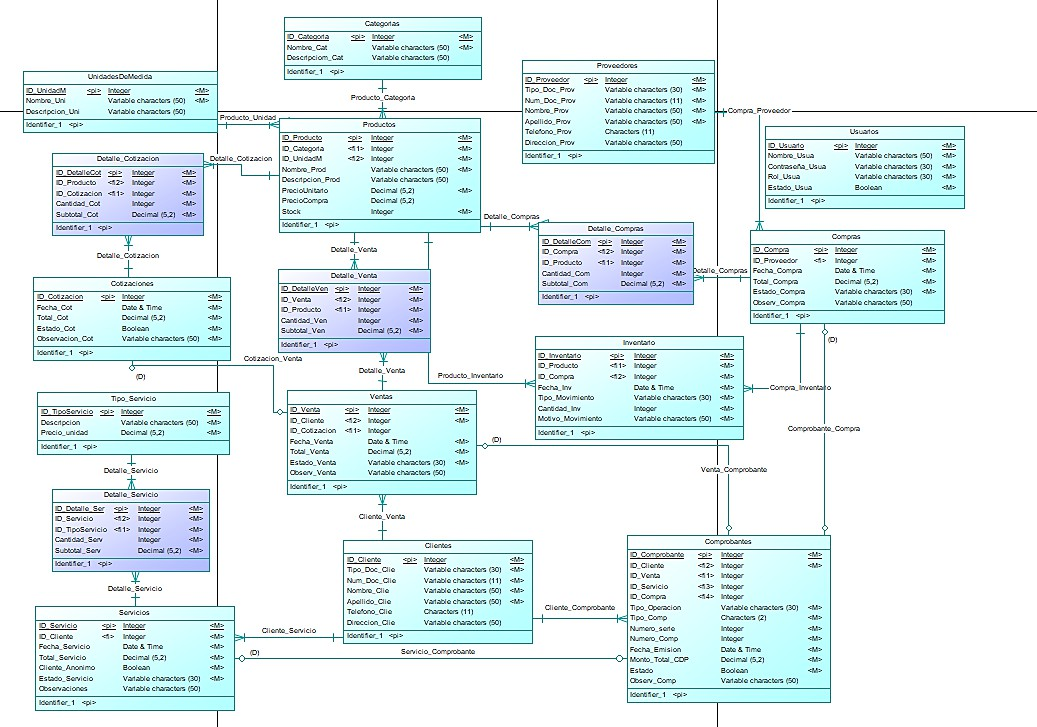 Categorias
ID_Categoria <pi> Integer <M>
Nombre_Cat Variable characters (50) <M>
Descripciom_Cat Variable characters (50)
Identifier_1 <pi>
Producto_Categoria
UnidadesDeMedida
ID_UnidadM <pi> Integer <M>
Nombre_Uni Variable characters (50) <M>
Descripcion_Uni Variable characters (50)
Identifier_1 <pi>
Producto_Unidad
Proveedores
ID_Proveedor <pi> Integer <M>
Tipo_Doc_Prov Variable characters (30) <M>
Num_Doc_Prov Variable characters (11) <M>
Nombre_Prov Variable characters (50) <M>
Apellido_Prov Variable characters (50) <M>
Telefono_Prov Characters (11)
Direccion_Prov Variable characters (50)
Identifier_1 <pi>
Compra_Proveedor
Usuarios
ID_Usuario <pi> Integer <M>
Nombre_Usua Variable characters (50) <M>
Contraseña_Usua Variable characters (30) <M>
Rol_Usua Variable characters (30) <M>
Estado_Usua Boolean <M>
Identifier_1 <pi>
Productos
ID_Producto <pi> Integer <M>
ID_Categoria <fi1> Integer <M>
ID_UnidadM <fi2> Integer <M>
Nombre_Prod Variable characters (50) <M>
Descripcion_Prod Variable characters (50)
PrecioUnitario Decimal (5,2) <M>
PrecioCompra Decimal (5,2)
Stock Integer <M>
Identifier_1 <pi>
Detalle_Cotizacion
ID_DetalleCot <pi> Integer <M>
ID_Producto <fi2> Integer <M>
ID_Cotizacion <fi1> Integer <M>
Cantidad_Cot Integer <M>
Subtotal_Cot Decimal (5,2) <M>
Identifier_1 <pi>
Detalle_Cotizacion
Detalle_Cotizacion
Detalle_Compras
Detalle_Compras
ID_DetalleCom <pi> Integer <M>
ID_Compra <fi2> Integer <M>
ID_Producto <fi1> Integer <M>
Cantidad_Com Integer <M>
Subtotal_Com Decimal (5,2) <M>
Identifier_1 <pi>
Detalle_Compras
Compras
ID_Compra <pi> Integer <M>
ID_Proveedor <fi> Integer <M>
Fecha_Compra Date & Time <M>
Total_Compra Decimal (5,2) <M>
Estado_Compra Variable characters (30) <M>
Observ_Compra Variable characters (50)
Identifier_1 <pi>
(D)
Detalle_Venta
Detalle_Venta
ID_DetalleVen <pi> Integer <M>
ID_Venta <fi2> Integer <M>
ID_Producto <fi1> Integer <M>
Cantidad_Ven Integer <M>
Subtotal_Ven Decimal (5,2) <M>
Identifier_1 <pi>
Detalle_Venta
Cotizaciones
ID_Cotizacion <pi> Integer <M>
Fecha_Cot Date & Time <M>
Total_Cot Decimal (5,2) <M>
Estado_Cot Boolean <M>
Observacion_Cot Variable characters (50) <M>
Identifier_1 <pi>
(D)
Cotizacion_Venta
Inventario
ID_Inventario <pi> Integer <M>
ID_Producto <fi1> Integer <M>
ID_Compra <fi2> Integer <M>
Fecha_Inv Date & Time <M>
Tipo_Movimiento Variable characters (30) <M>
Cantidad_Inv Integer <M>
Motivo_Movimiento Variable characters (50) <M>
Identifier_1 <pi>
Producto_Inventario
Compra_Inventario
Comprobante_Compra
Tipo_Servicio
ID_TipoServicio <pi> Integer <M>
Descripcion Variable characters (50) <M>
Precio_unidad Decimal (5,2) <M>
Identifier_1 <pi>
Detalle_Servicio
Ventas
ID_Venta <pi> Integer <M>
ID_Cliente <fi2> Integer <M>
ID_Cotizacion <fi1> Integer
Fecha_Venta Date & Time <M>
Total_Venta Decimal (5,2) <M>
Estado_Venta Variable characters (30) <M>
Observ_Venta Variable characters (50)
Identifier_1 <pi>
(D)
Venta_Comprobante
Cliente_Venta
Detalle_Servicio
ID_Detalle_Ser <pi> Integer <M>
ID_Servicio <fi2> Integer <M>
ID_TipoServicio <fi1> Integer <M>
Cantidad_Serv Integer <M>
Subtotal_Serv Decimal (5,2) <M>
Identifier_1 <pi>
Detalle_Servicio
Clientes
ID_Cliente <pi> Integer <M>
Tipo_Doc_Clie Variable characters (30) <M>
Num_Doc_Clie Variable characters (11) <M>
Nombre_Clie Variable characters (50) <M>
Apellido_Clie Variable characters (50) <M>
Telefono_Clie Characters (11)
Direccion_Clie Variable characters (50)
Identifier_1 <pi>
Cliente_Comprobante
Cliente_Servicio
Servicio_Comprobante
(D)
Servicios
ID_Servicio <pi> Integer <M>
ID_Cliente <fi> Integer <M>
Fecha_Servicio Date & Time <M>
Total_Servicio Decimal (5,2) <M>
Cliente_Anonimo Boolean <M>
Estado_Servicio Variable characters (30) <M>
Observaciones Variable characters (50)
Identifier_1 <pi>
Comprobantes
ID_Comprobante <pi> Integer <M>
ID_Cliente <fi2> Integer <M>
ID_Venta <fi1> Integer
ID_Servicio <fi3> Integer
ID_Compra <fi4> Integer
Tipo_Operacion Variable characters (30) <M>
Tipo_Comp Characters (2) <M>
Numero_serie Integer <M>
Numero_Comp Integer <M>
Fecha_Emision Date & Time <M>
Monto_Total_CDP Decimal (5,2) <M>
Estado Boolean <M>
Observ_Comp Variable characters (50)
Identifier_1 <pi>